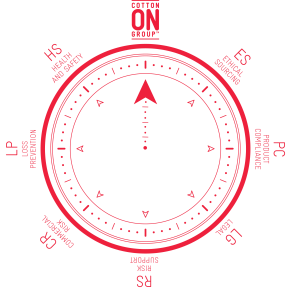 COTTON
ON
GROUP™
ES
ETHICAL
SOURCING
PC
PRODUCT
COMPLIANCE
LG
LEGAL
RS
RISK
SUPPORT
CR
COMMERCIAL
RISK
LP
LOSS
PREVENTION
HS
HEALTH
AND SAFETY